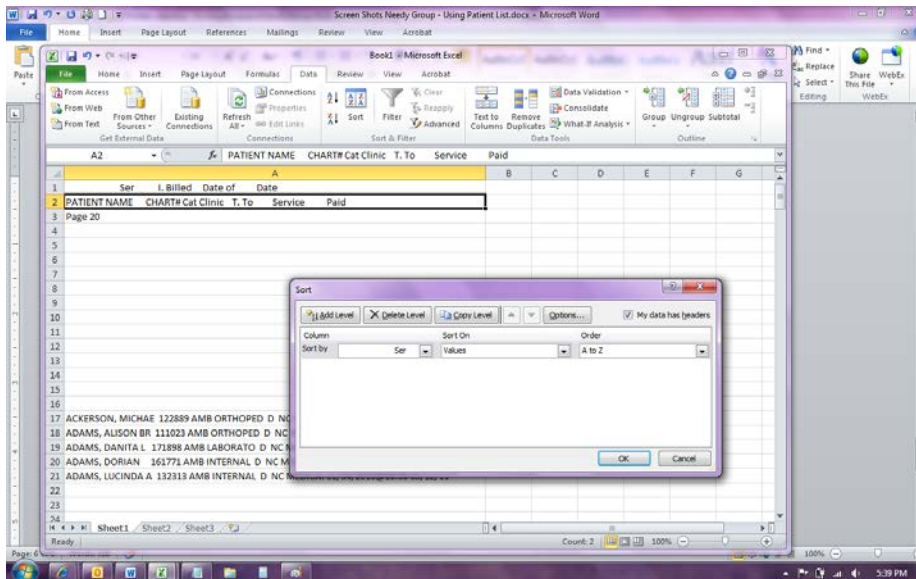 Screen Shots Needy Group - Using Patient List.docx - Microsoft Word
File Home Insert Page Layout References Mailings Review View Acrobat
Book1 - Microsoft Excel
File Home Insert Page Layout Formulas Data Review View Acrobat
Paste
From Access
From Web
From Text
From Other Sources
Existing Connections
Get External Data
Refresh All
Connections
Properties
Edit Links
Connections
Sort
Filter
Clear
Reapply
Advanced
Sort & Filter
Text to Columns
Remove Duplicates
Data Validation
Consolidate
What-If Analysis
Data Tools
Group Ungroup Subtotal
Outline
Find
Replace
Select
Editing
Share This File
WebEx
WebEx
A2 fx PATIENT NAME CHART# Cat Clinic T. To Service Paid
A B C D E F G
1 Ser I. Billed Date of Date
2 PATIENT NAME CHART# Cat Clinic T. To Service Paid
3 Page 20
4
5
6
7
8
9
10
11
12
13
14
15
16
17 ACKERSON, MICHAE 122889 AMB ORTHOPED D NC
18 ADAMS, ALISON BR 111023 AMB ORTHOPED D NC
19 ADAMS, DANITA L 171898 AMB LABORATO D NC
20 ADAMS, DORIAN 161771 AMB INTERNAL D NC
21 ADAMS, LUCINDA A 132313 AMB INTERNAL D NC
22
23
24
Sort
Add Level Delete Level Copy Level Options... My data has headers
Column Sort On Order
Sort by Ser Values A to Z
OK Cancel
Sheet1 Sheet2 Sheet3
Ready Count: 2 100%
100%
5:39 PM